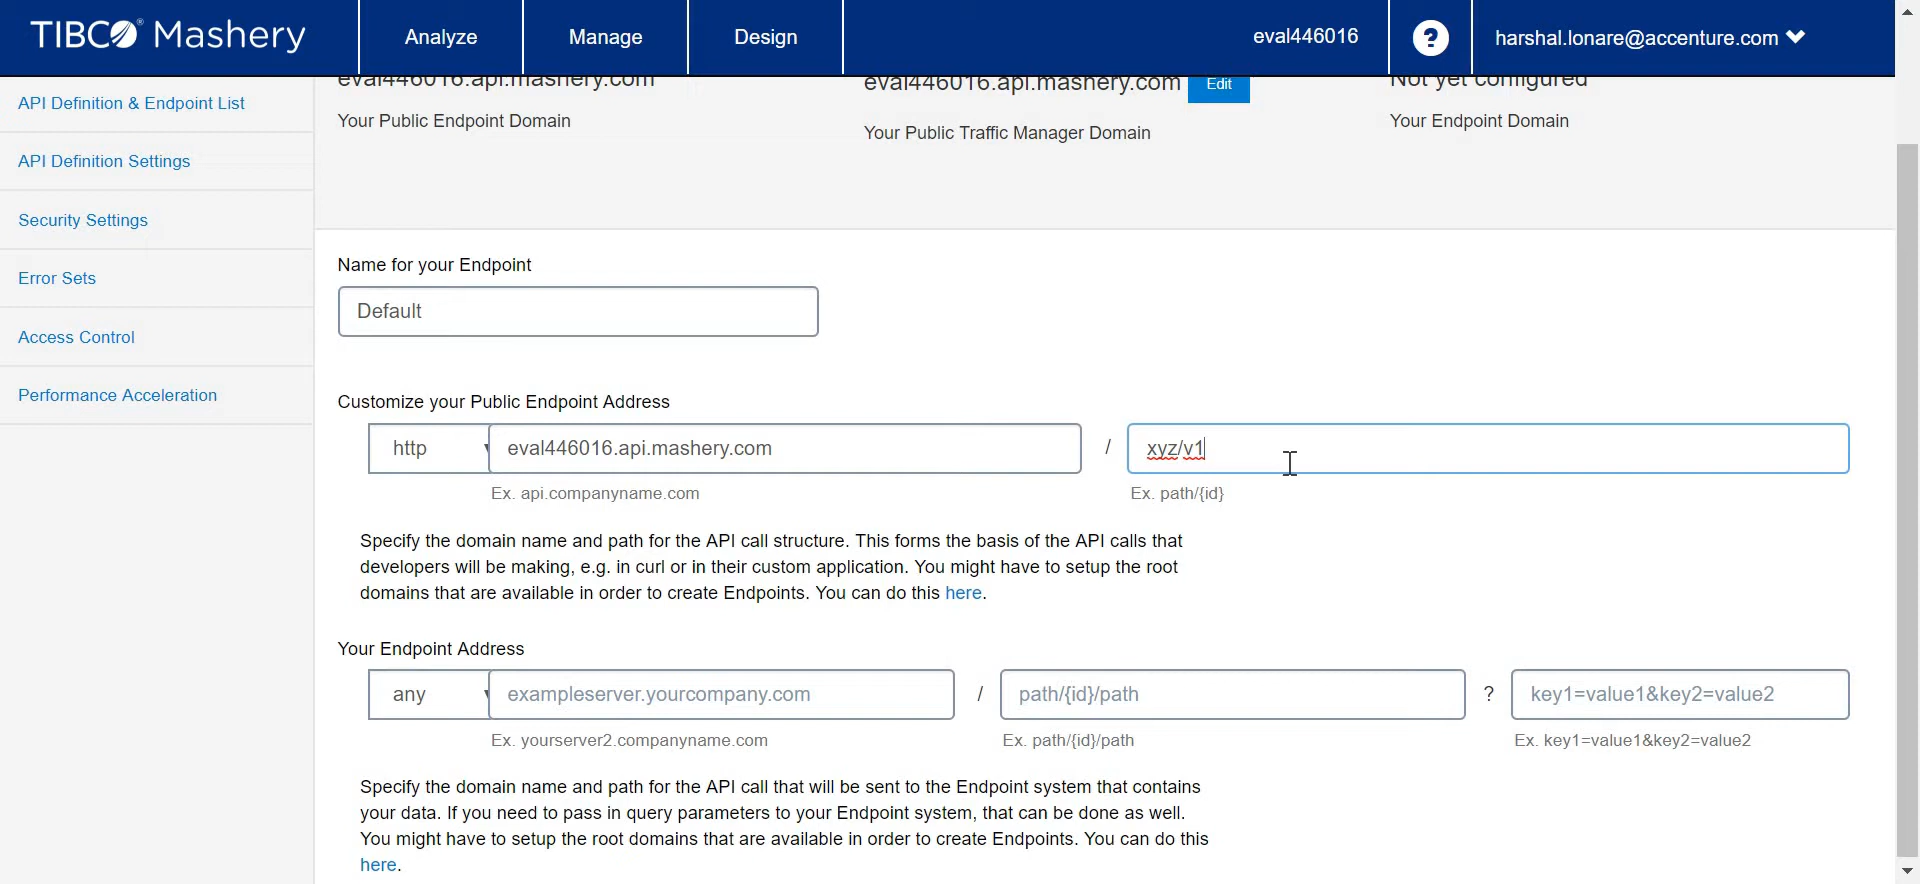 TIBCO® Mashery
Analyze
Manage
Design
eval446016
?
harshal.lonare@accenture.com
API Definition & Endpoint List
API Definition Settings
Security Settings
Error Sets
Access Control
Performance Acceleration
eval446016.api.mashery.com
Your Public Endpoint Domain
eval446016.api.mashery.com
Edit
Your Public Traffic Manager Domain
Not yet configured
Your Endpoint Domain
Name for your Endpoint
Default
Customize your Public Endpoint Address
http
eval446016.api.mashery.com
/
xyz/v1
Ex. api.companyname.com
Ex. path/{id}
Specify the domain name and path for the API call structure. This forms the basis of the API calls that
developers will be making, e.g. in curl or in their custom application. You might have to setup the root
domains that are available in order to create Endpoints. You can do this here.
Your Endpoint Address
any
exampleserver.yourcompany.com
/
path/{id}/path
?
key1=value1&key2=value2
Ex. yourserver2.companyname.com
Ex. path/{id}/path
Ex. key1=value1&key2=value2
Specify the domain name and path for the API call that will be sent to the Endpoint system that contains
your data. If you need to pass in query parameters to your Endpoint system, that can be done as well.
You might have to setup the root domains that are available in order to create Endpoints. You can do this
here.